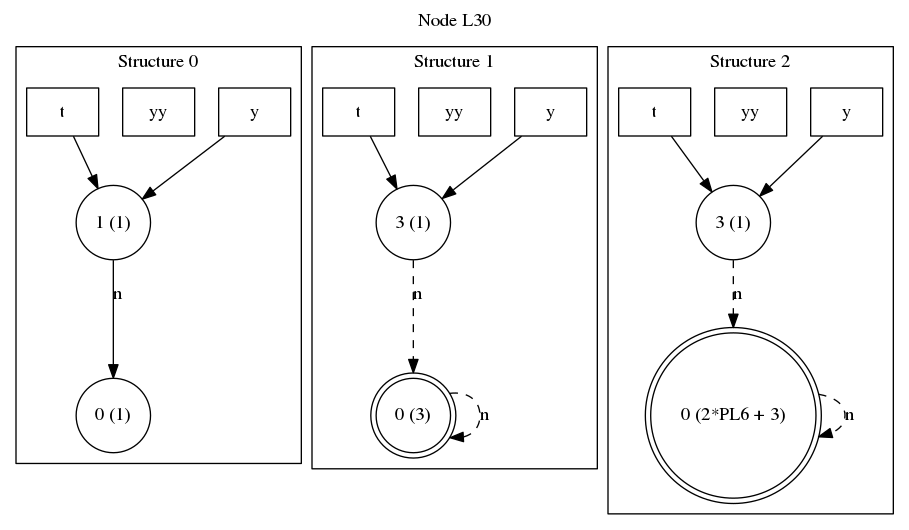 Node L30
Structure 0
t
yy
y
1 (1)
n
0 (1)
Structure 1
t
yy
y
3 (1)
n
0 (3)
n
Structure 2
t
yy
y
3 (1)
n
0 (2*PL6 + 3)
n